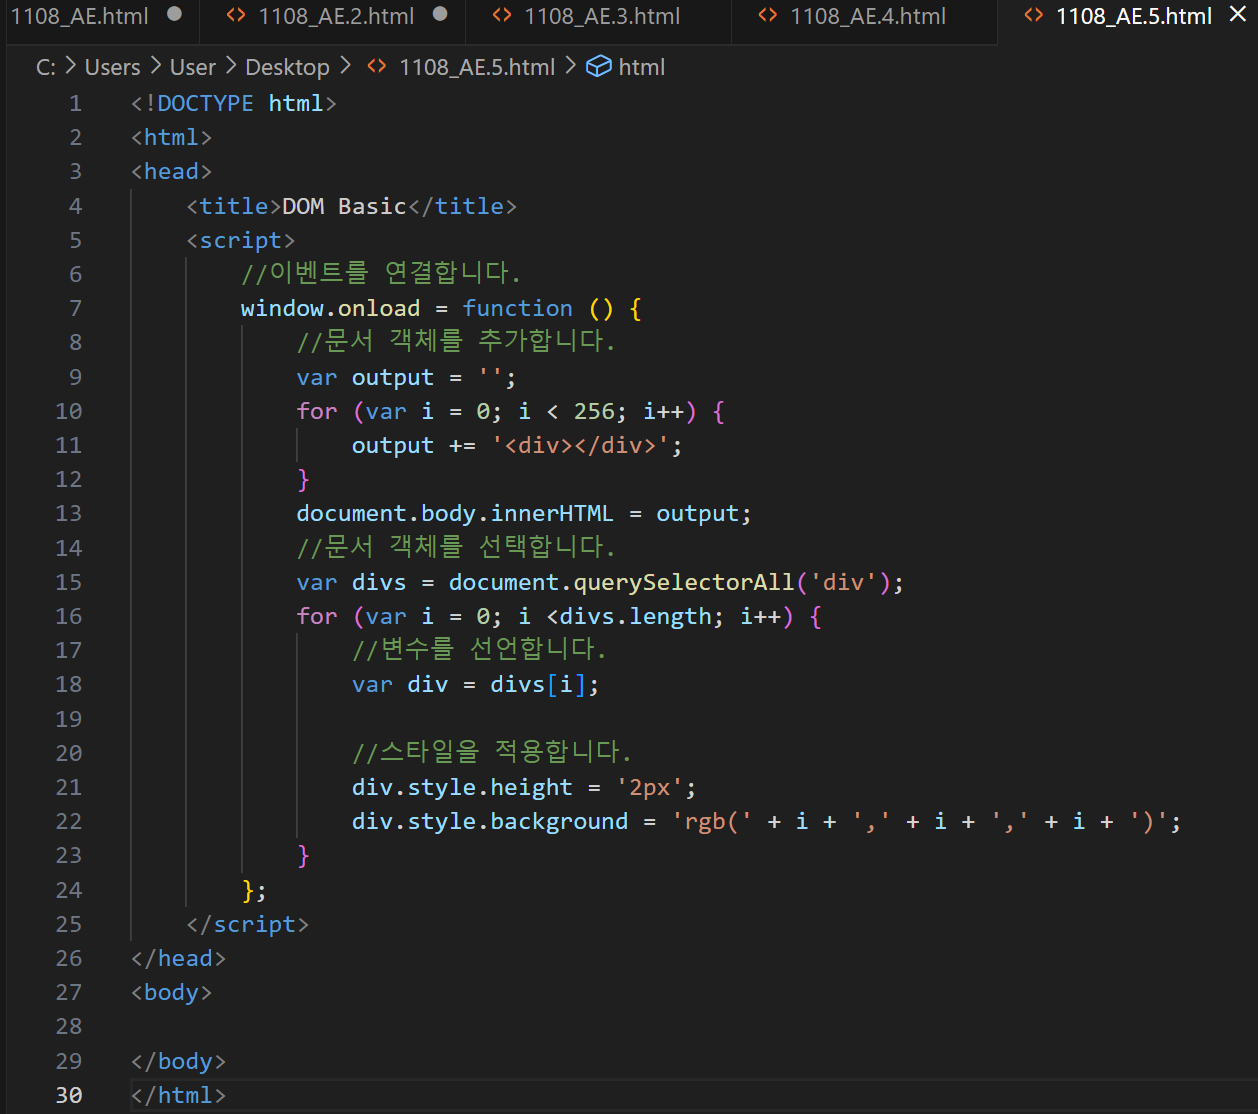 1108_AE.html 1108_AE.2.html 1108_AE.3.html 1108_AE.4.html 1108_AE.5.html
C: > Users > User > Desktop > 1108_AE.5.html > html
1 <!DOCTYPE html>
2 <html>
3 <head>
4     <title>DOM Basic</title>
5     <script>
6         //이벤트를 연결합니다.
7         window.onload = function () {
8             //문서 객체를 추가합니다.
9             var output = '';
10             for (var i = 0; i < 256; i++) {
11                 output += '<div></div>';
12             }
13             document.body.innerHTML = output;
14             //문서 객체를 선택합니다.
15             var divs = document.querySelectorAll('div');
16             for (var i = 0; i <divs.length; i++) {
17                 //변수를 선언합니다.
18                 var div = divs[i];
19
20                 //스타일을 적용합니다.
21                 div.style.height = '2px';
22                 div.style.background = 'rgb(' + i + ',' + i + ',' + i + ')';
23             }
24         };
25     </script>
26 </head>
27 <body>
28
29 </body>
30 </html>